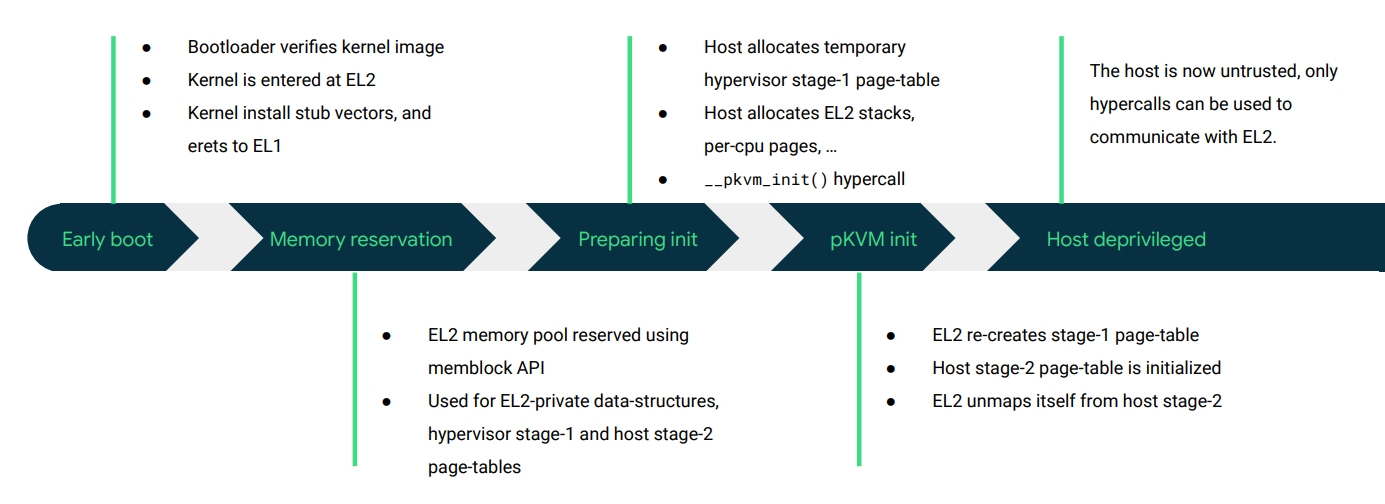 ● Bootloader verifies kernel image
● Kernel is entered at EL2
● Kernel install stub vectors, and
erets to EL1
● Host allocates temporary
hypervisor stage-1 page-table
● Host allocates EL2 stacks,
per-cpu pages, …
● __pkvm_init() hypercall
The host is now untrusted, only
hypercalls can be used to
communicate with EL2.
Early boot
Memory reservation
Preparing init
pKVM init
Host deprivileged
● EL2 memory pool reserved using
memblock API
● Used for EL2-private data-structures,
hypervisor stage-1 and host stage-2
page-tables
● EL2 re-creates stage-1 page-table
● Host stage-2 page-table is initialized
● EL2 unmaps itself from host stage-2